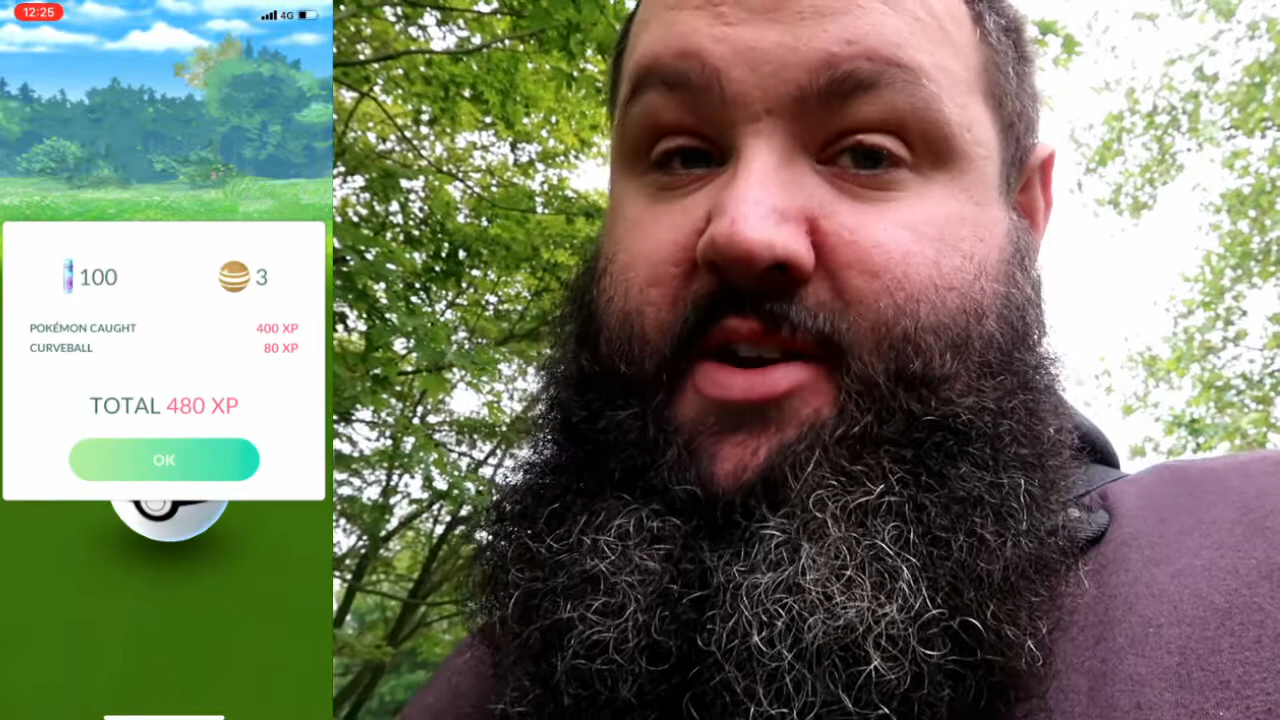 12:25
4G
100
3
POKÉMON CAUGHT 400 XP
CURVEBALL 80 XP
TOTAL 480 XP
OK